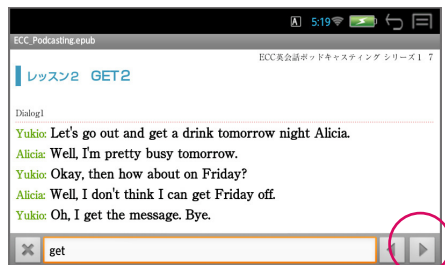 A 5:19
ECC_Podcasting.epub
ECC英会話ポッドキャスティング シリーズ1 7
レッスン2 GET2
Dialog1
Yukio: Let's go out and get a drink tomorrow night Alicia.
Alicia: Well, I'm pretty busy tomorrow.
Yukio: Okay, then how about on Friday?
Alicia: Well, I don't think I can get Friday off.
Yukio: Oh, I get the message. Bye.
get